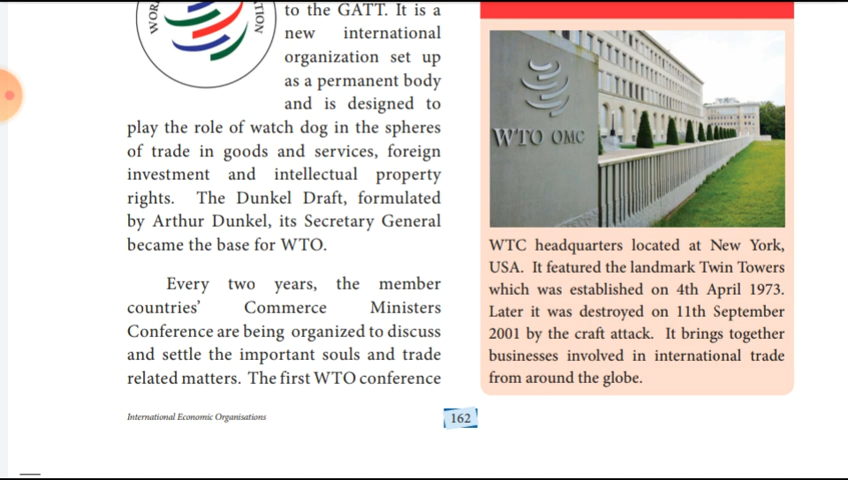 WOR
TION
to the GATT. It is a
new international
organization set up
as a permanent body
and is designed to
play the role of watch dog in the spheres
of trade in goods and services, foreign
investment and intellectual property
rights. The Dunkel Draft, formulated
by Arthur Dunkel, its Secretary General
became the base for WTO.
Every two years, the member
countries' Commerce Ministers
Conference are being organized to discuss
and settle the important souls and trade
related matters. The first WTO conference
WTO OMC
WTC headquarters located at New York,
USA. It featured the landmark Twin Towers
which was established on 4th April 1973.
Later it was destroyed on 11th September
2001 by the craft attack. It brings together
businesses involved in international trade
from around the globe.
International Economic Organisations
162